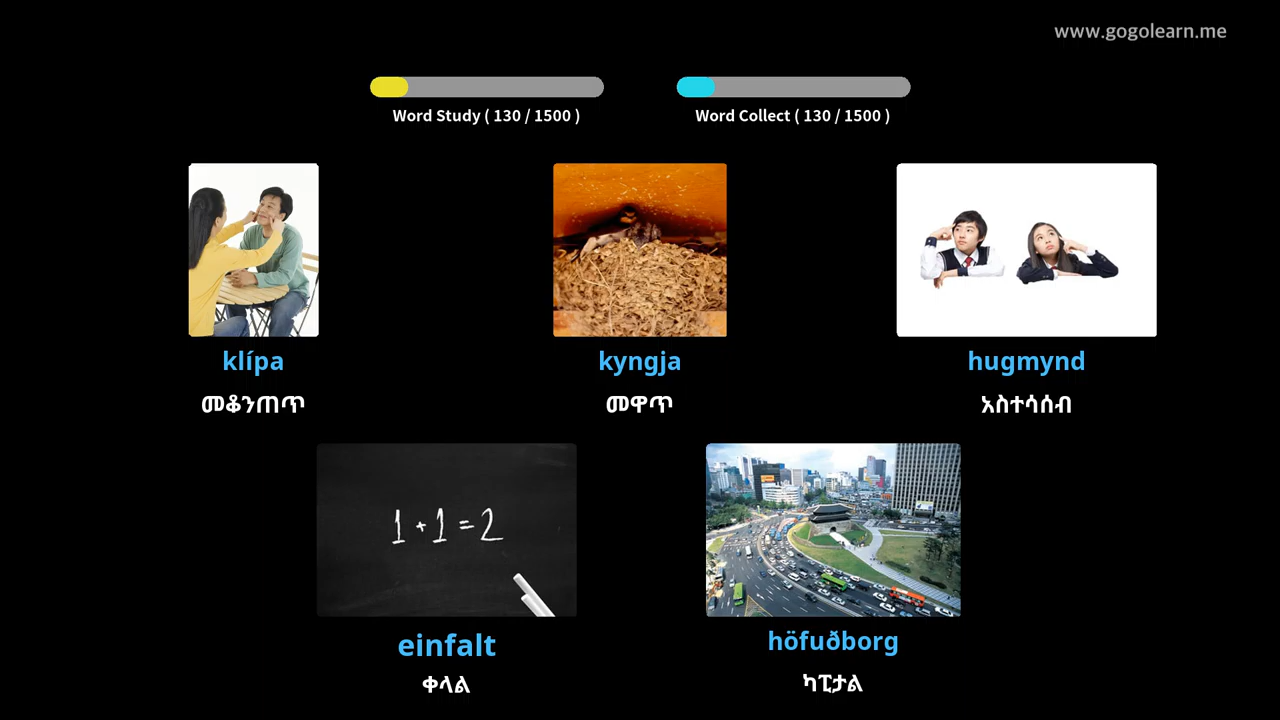 www.gogolearn.me
Word Study ( 130 / 1500 )
Word Collect ( 130 / 1500 )
klípa
kyngja
hugmynd
መቆንጠጥ
መዋጥ
አስተሳሰብ
1 + 1 = 2
einfalt
höfuðborg
ቀላል
ካፒታል